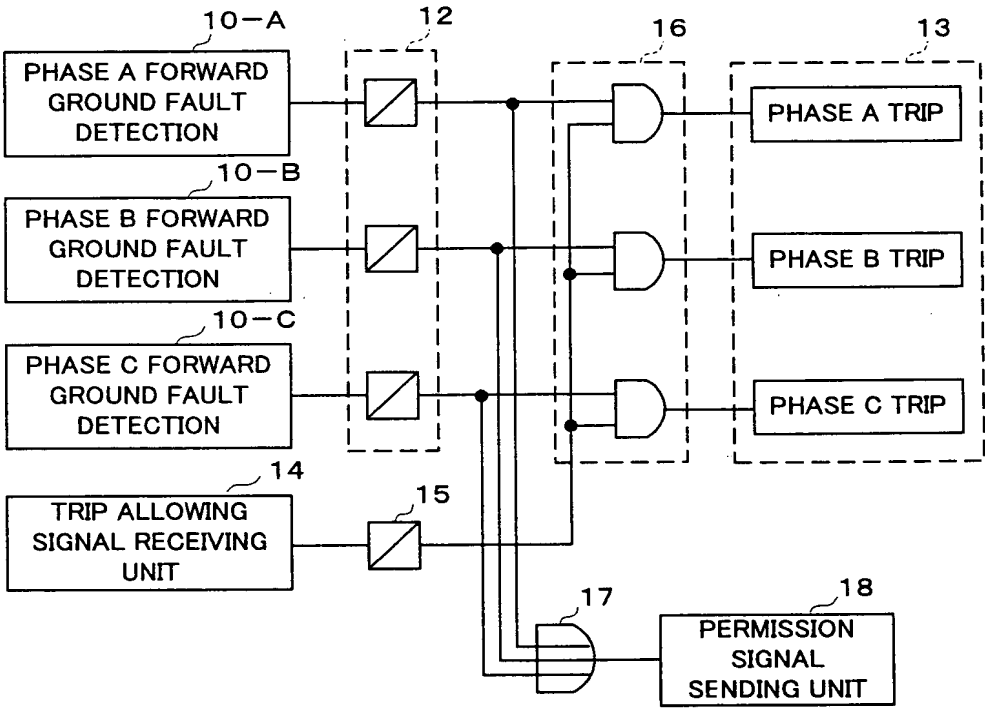 10-A
12
16
13
PHASE A FORWARD
GROUND FAULT
DETECTION
PHASE A TRIP
10-B
PHASE B FORWARD
GROUND FAULT
DETECTION
PHASE B TRIP
10-C
PHASE C FORWARD
GROUND FAULT
DETECTION
PHASE C TRIP
14
15
TRIP ALLOWING
SIGNAL RECEIVING
UNIT
17
18
PERMISSION
SIGNAL
SENDING UNIT